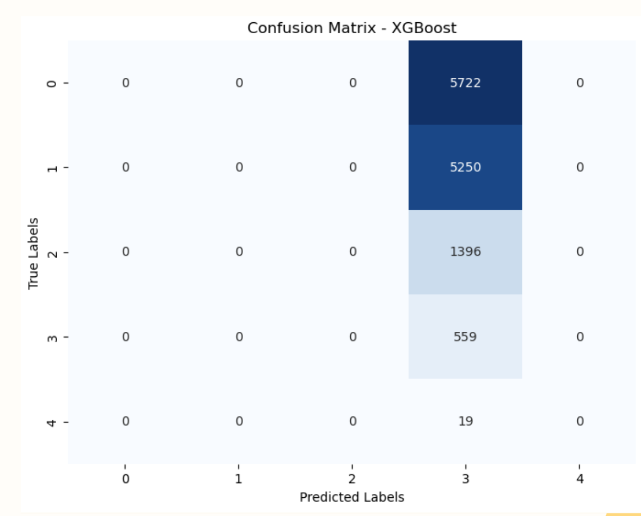 Confusion Matrix - XGBoost
True Labels
0 0 0 0 5722 0
1 0 0 0 5250 0
2 0 0 0 1396 0
3 0 0 0 559 0
4 0 0 0 19 0
0 1 2 3 4
Predicted Labels